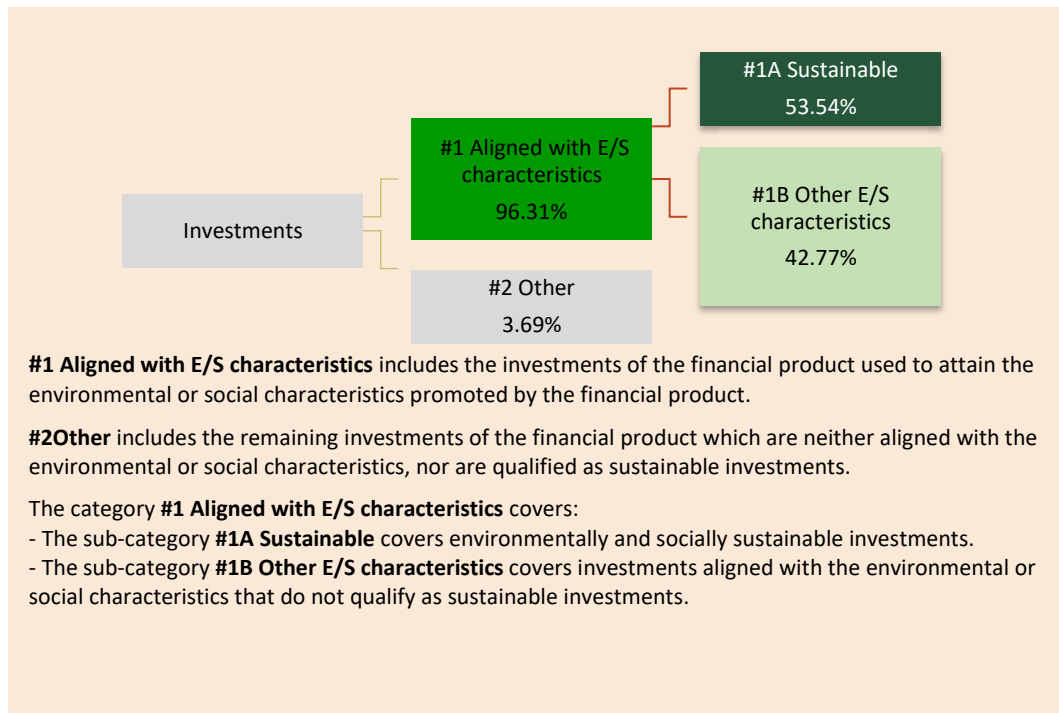 #1A Sustainable
53.54%
#1 Aligned with E/S
characteristics
96.31%
#1B Other E/S
characteristics
42.77%
Investments
#2 Other
3.69%
#1 Aligned with E/S characteristics includes the investments of the financial product used to attain the
environmental or social characteristics promoted by the financial product.
#2Other includes the remaining investments of the financial product which are neither aligned with the
environmental or social characteristics, nor are qualified as sustainable investments.
The category #1 Aligned with E/S characteristics covers:
- The sub-category #1A Sustainable covers environmentally and socially sustainable investments.
- The sub-category #1B Other E/S characteristics covers investments aligned with the environmental or
social characteristics that do not qualify as sustainable investments.